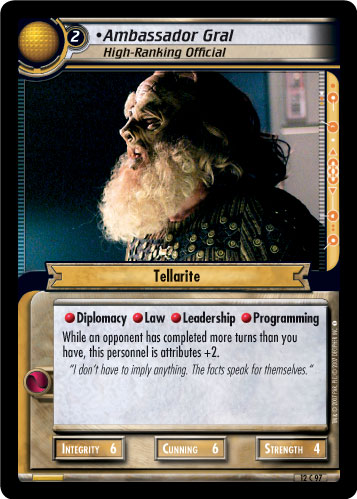 2 •Ambassador Gral
High-Ranking Official
Tellarite
Diplomacy Law Leadership Programming
While an opponent has completed more turns than you
have, this personnel is attributes +2.
"I don't have to imply anything. The facts speak for themselves."
INTEGRITY 6 CUNNING 6 STRENGTH 4
12 C 97